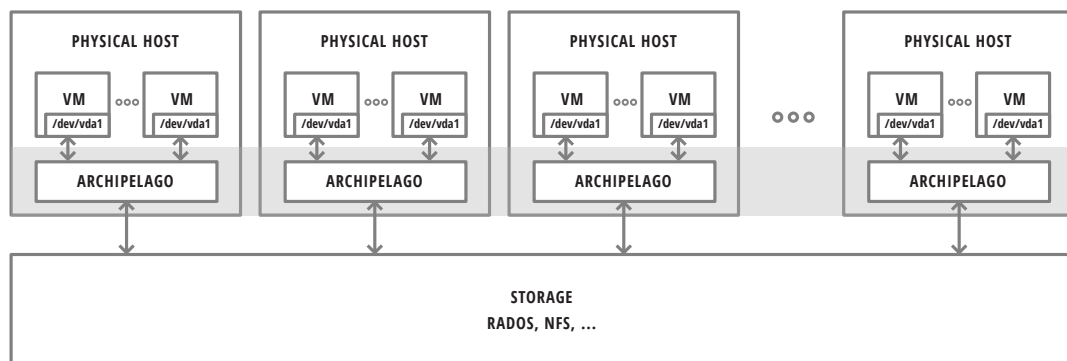 PHYSICAL HOST PHYSICAL HOST PHYSICAL HOST PHYSICAL HOST
VM VM VM VM VM VM VM VM
/dev/vda1 /dev/vda1 /dev/vda1 /dev/vda1 /dev/vda1 /dev/vda1 /dev/vda1 /dev/vda1
ARCHIPELAGO ARCHIPELAGO ARCHIPELAGO ARCHIPELAGO
STORAGE
RADOS, NFS, ...